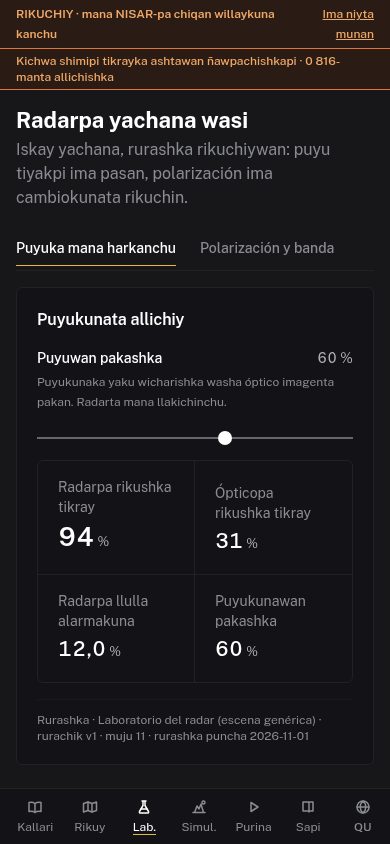 RIKUCHIY · mana NISAR-pa chiqan willaykuna kanchu
Ima niyta munan
Kichwa shimipi tikrayka ashtawan ñawpachishkapi · 0 816-
manta allichishka
Radarpa yachana wasi
Iskay yachana, rurashka rikuchiywan: puyu
tiyakpi ima pasan, polarización ima
cambiokunata rikuchin.
Puyuka mana harkanchu
Polarización y banda
Puyukunata allichiy
Puyuwan pakashka
60 %
Puyukunaka yaku wicharishka washa óptico imagenta
pakan. Radarta mana llakichinchu.
Radarpa rikushka
tikray
94 %
Ópticopa
rikushka tikray
31 %
Radarpa llulla
alarmakuna
12,0 %
Puyukunawan
pakashka
60 %
Rurashka · Laboratorio del radar (escena genérica) ·
rurachik v1 · muju 11 · rurashka puncha 2026-11-01
Kallari
Rikuy
Lab.
Simul.
Purina
Sapi
QU